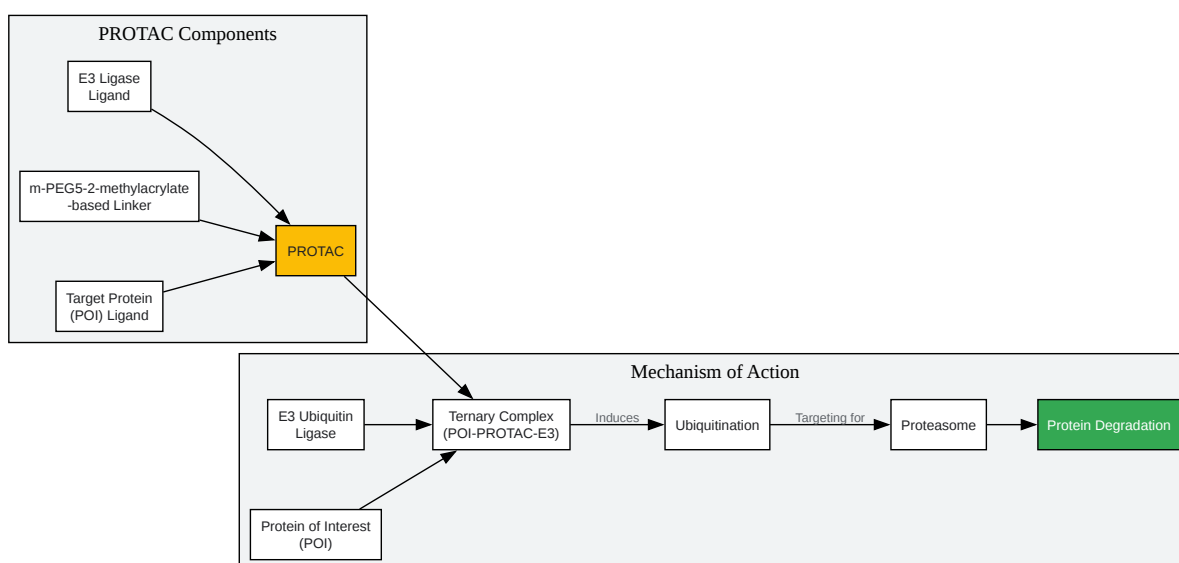 PROTAC Components
E3 Ligase
Ligand
m-PEG5-2-methylacrylate
-based Linker
PROTAC
Target Protein
(POI) Ligand
Mechanism of Action
E3 Ubiquitin
Ligase
Ternary Complex
(POI-PROTAC-E3)
Induces
Ubiquitination
Targeting for
Proteasome
Protein Degradation
Protein of Interest
(POI)